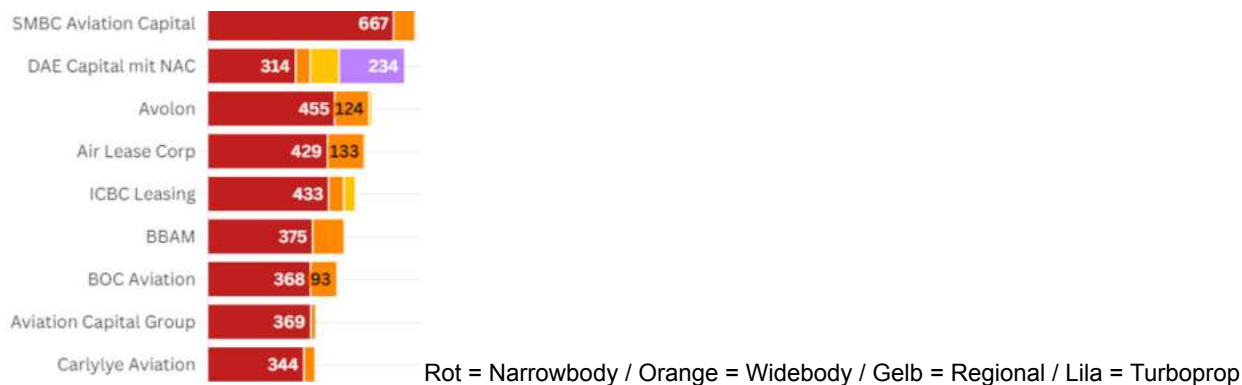 SMBC Aviation Capital 667
DAE Capital mit NAC 314 234
Avolon 455 124
Air Lease Corp 429 133
ICBC Leasing 433
BBAM 375
BOC Aviation 368 93
Aviation Capital Group 369
Carlylye Aviation 344
Rot = Narrowbody / Orange = Widebody / Gelb = Regional / Lila = Turboprop